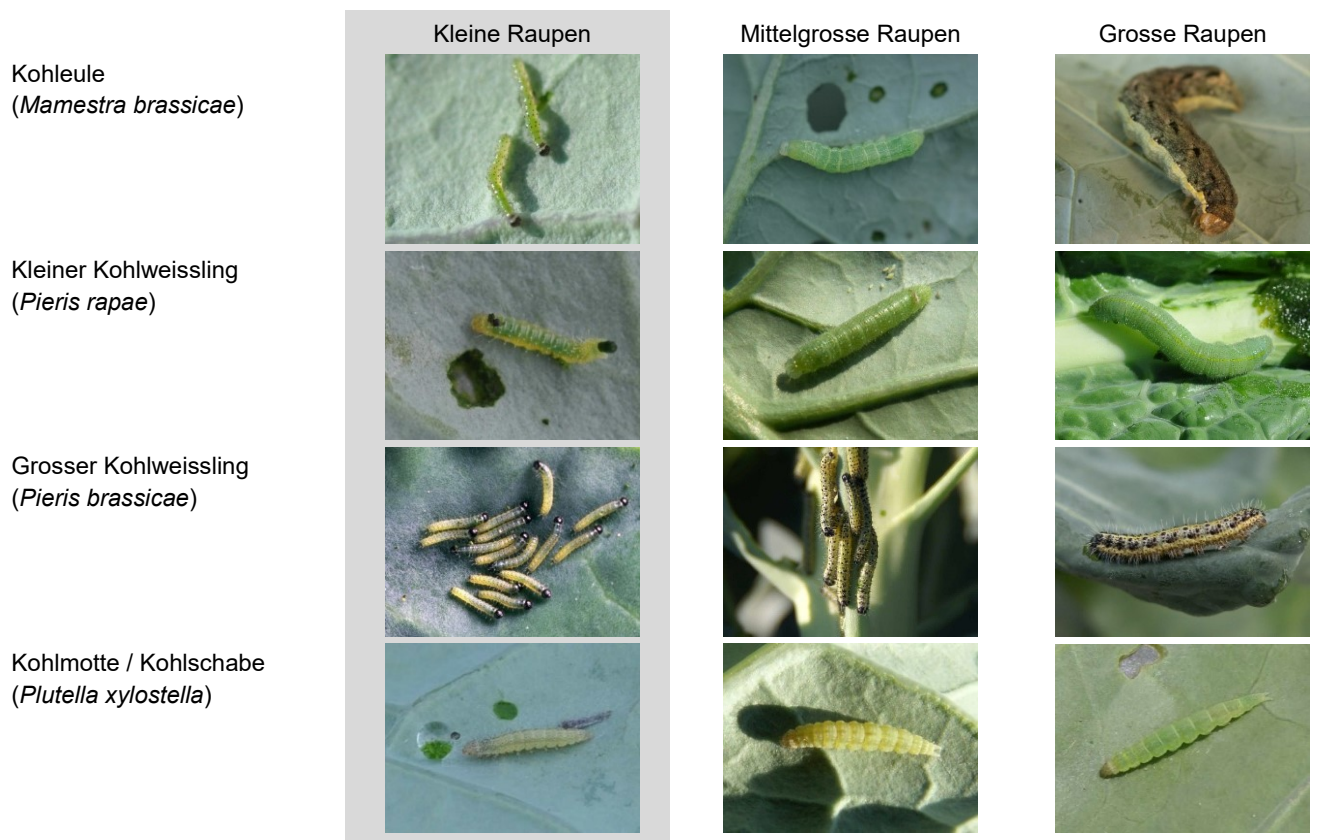 Kleine Raupen
Mittelgrosse Raupen
Grosse Raupen
Kohleule
(Mamestra brassicae)
Kleiner Kohlweissling
(Pieris rapae)
Grosser Kohlweissling
(Pieris brassicae)
Kohlmotte / Kohlschabe
(Plutella xylostella)